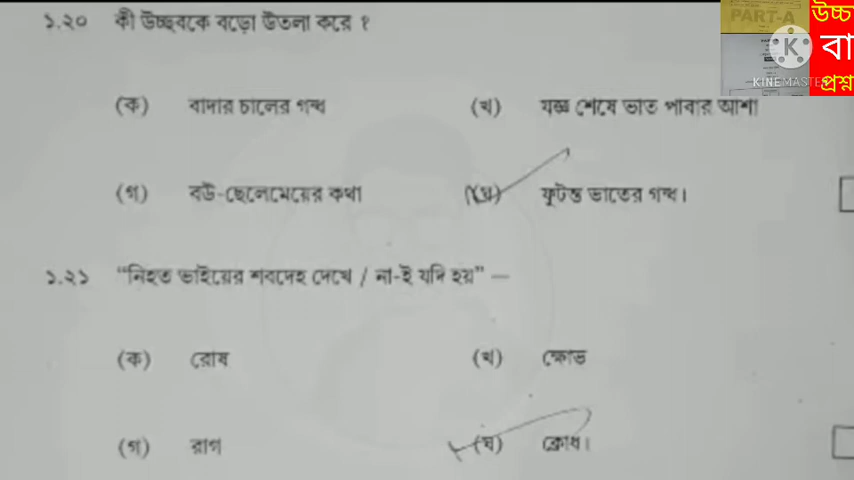 PART-A
উচ্চ
বা
প্রশ্ন
KINEMASTE
১.২০ কী উচ্ছবকে বড়ো উতলা করে ?
(ক) বাদার চালের গন্ধ (খ) যজ্ঞ শেষে ভাত পাবার আশা
(গ) বউ-ছেলেমেয়ের কথা (ঘ) ফুটন্ত ভাতের গন্ধ।
১.২১ “নিহত ভাইয়ের শবদেহ দেখে / না-ই যদি হয়” —
(ক) রোষ (খ) ক্ষোভ
(গ) রাগ (ঘ) ক্রোধ।